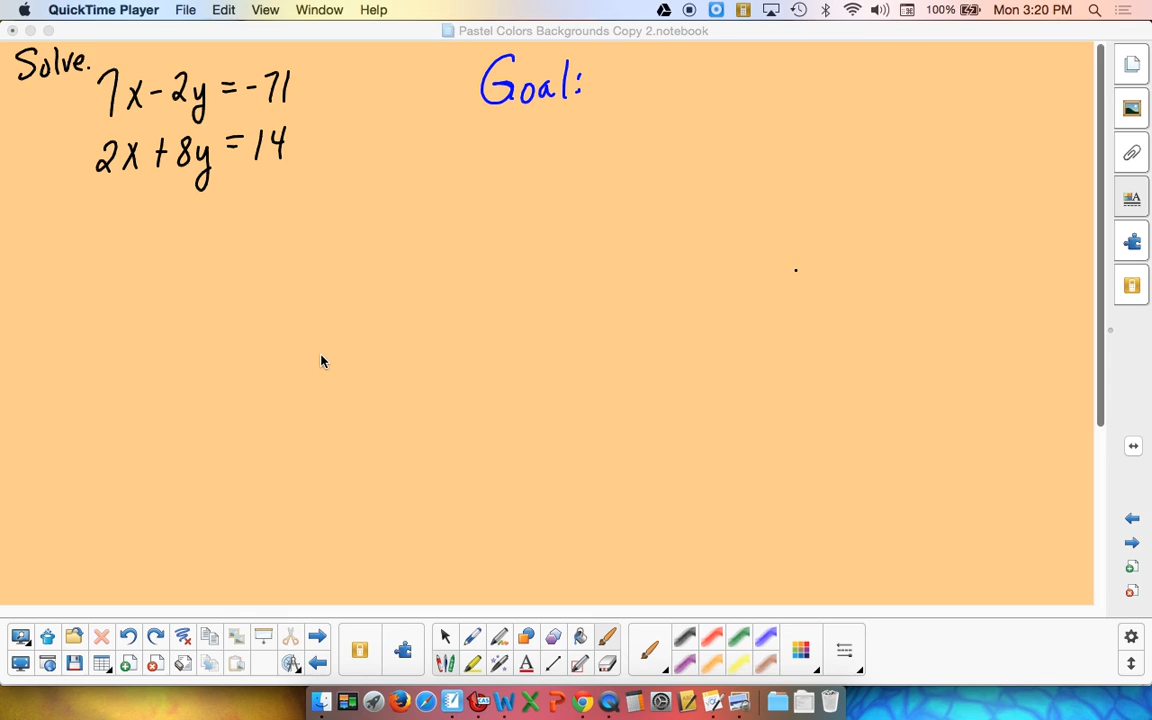 QuickTime Player File Edit View Window Help 100% Mon 3:20 PM
Pastel Colors Backgrounds Copy 2.notebook
Solve.
7x - 2y = -71
2x + 8y = 14
Goal: